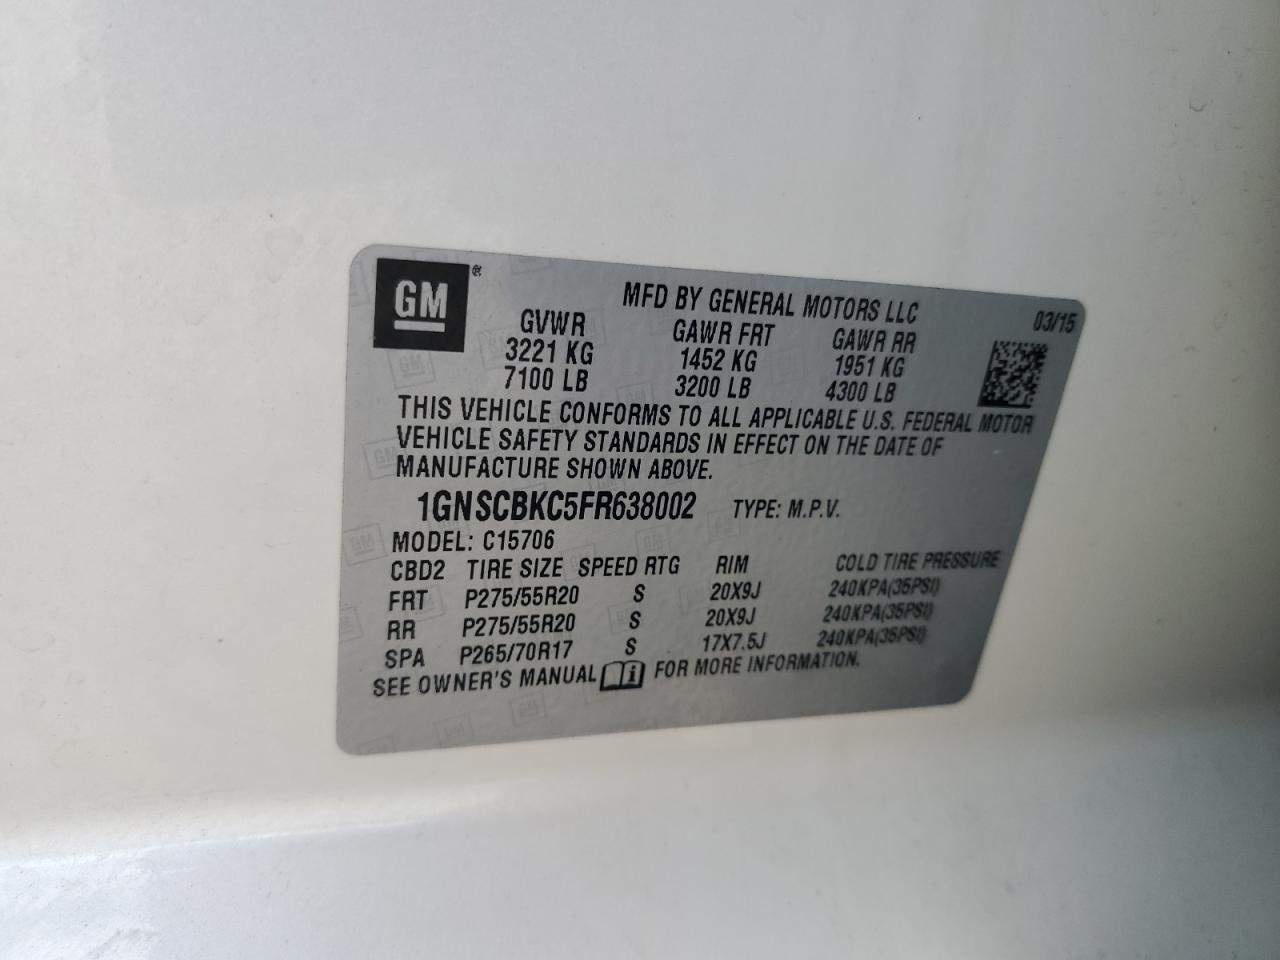 GM ®
MFD BY GENERAL MOTORS LLC
03/15
GVWR GAWR FRT GAWR RR
3221 KG 1452 KG 1951 KG
7100 LB 3200 LB 4300 LB
THIS VEHICLE CONFORMS TO ALL APPLICABLE U.S. FEDERAL MOTOR
VEHICLE SAFETY STANDARDS IN EFFECT ON THE DATE OF
MANUFACTURE SHOWN ABOVE.
1GNSCBKC5FR638002 TYPE: M.P.V.
MODEL: C15706
CBD2 TIRE SIZE SPEED RTG RIM COLD TIRE PRESSURE
FRT P275/55R20 S 20X9J 240KPA(35PSI)
RR P275/55R20 S 20X9J 240KPA(35PSI)
SPA P265/70R17 S 17X7.5J 240KPA(35PSI)
SEE OWNER'S MANUAL i FOR MORE INFORMATION.